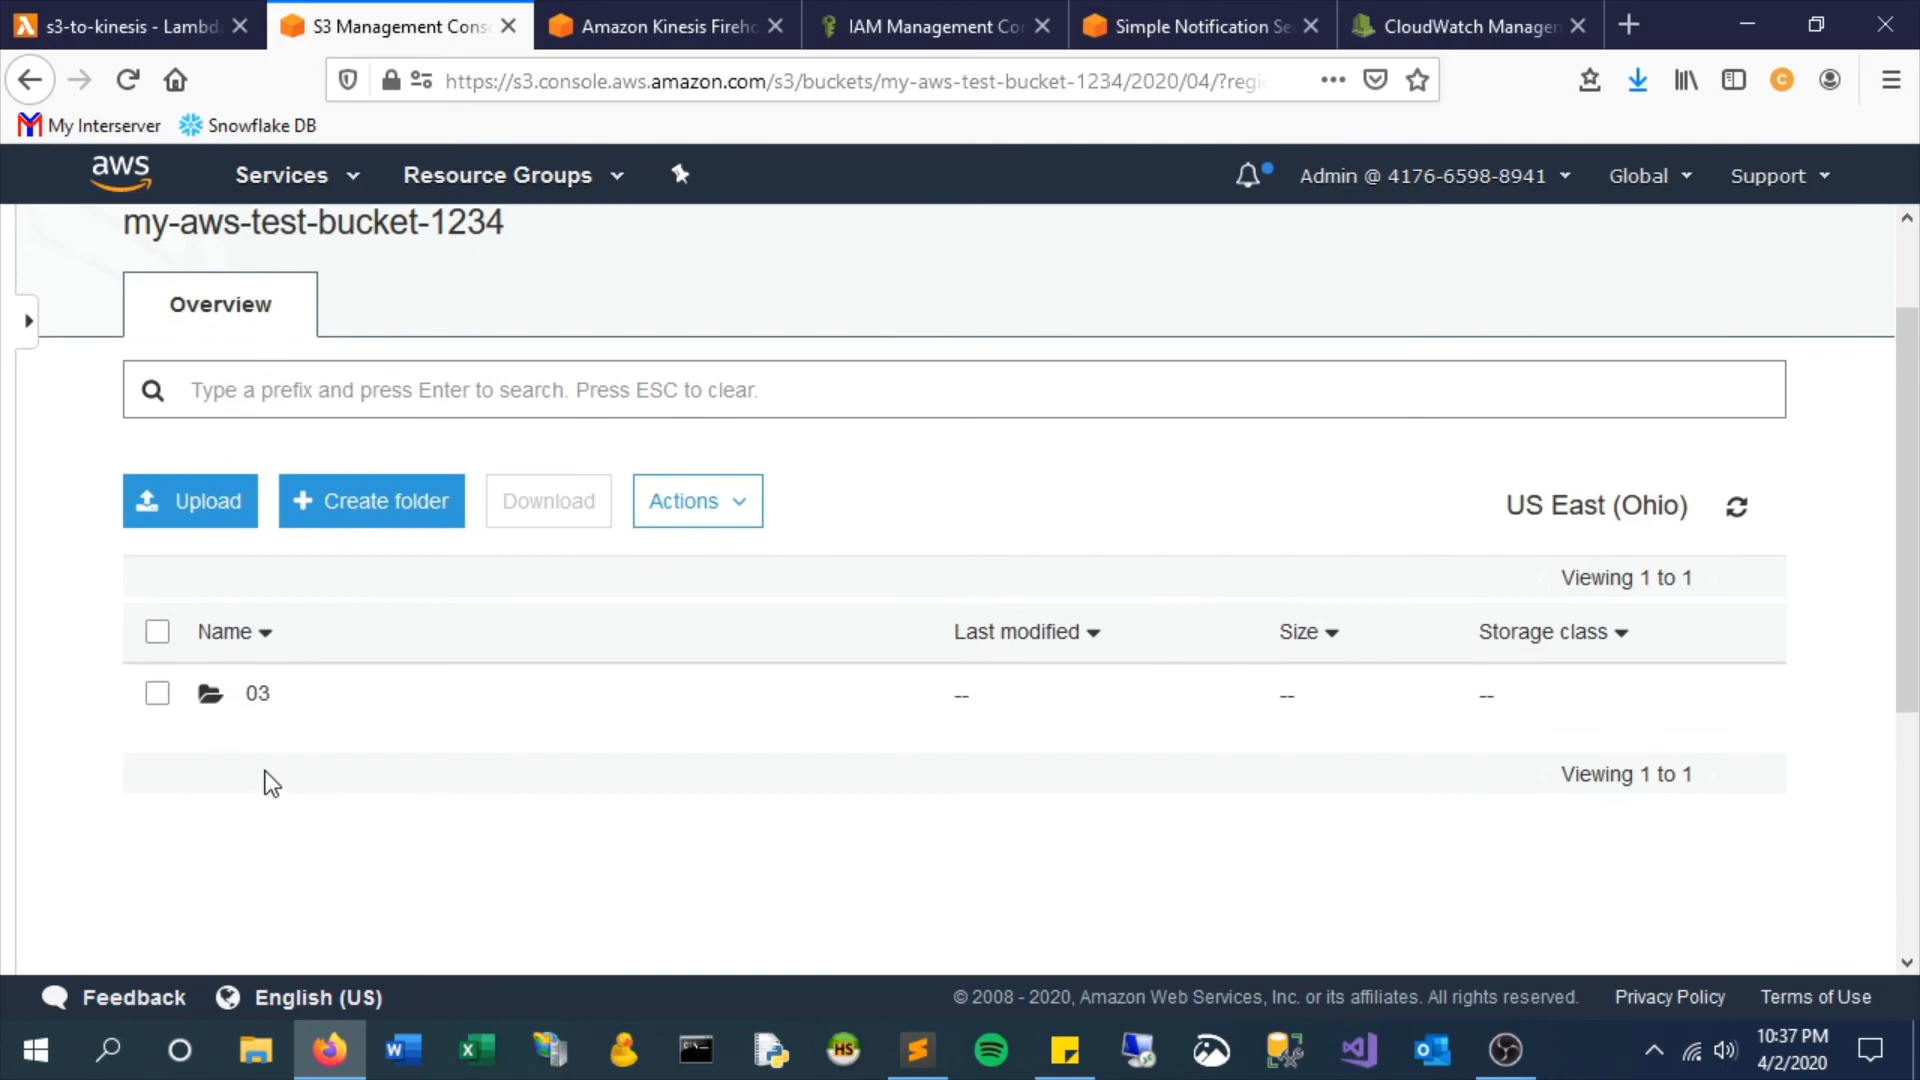 s3-to-kinesis - Lambd
S3 Management Cons
Amazon Kinesis Fireho
IAM Management Co
Simple Notification Se
CloudWatch Manage
https://s3.console.aws.amazon.com/s3/buckets/my-aws-test-bucket-1234/2020/04/?regi
My Interserver
Snowflake DB
aws
Services
Resource Groups
Admin @ 4176-6598-8941
Global
Support
my-aws-test-bucket-1234
Overview
Type a prefix and press Enter to search. Press ESC to clear.
Upload
Create folder
Download
Actions
US East (Ohio)
Viewing 1 to 1
Name
Last modified
Size
Storage class
03
--
--
--
Viewing 1 to 1
Feedback
English (US)
© 2008 - 2020, Amazon Web Services, Inc. or its affiliates. All rights reserved.
Privacy Policy
Terms of Use
10:37 PM
4/2/2020